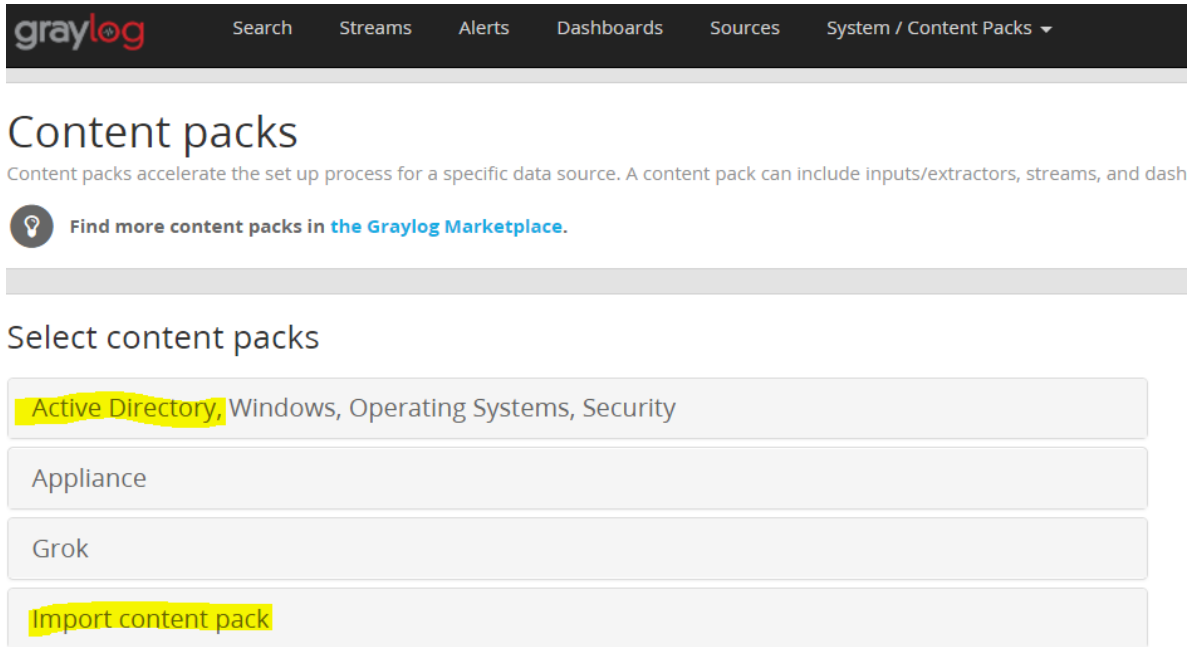 graylog Search Streams Alerts Dashboards Sources System / Content Packs
Content packs
Content packs accelerate the set up process for a specific data source. A content pack can include inputs/extractors, streams, and dash
Find more content packs in the Graylog Marketplace.
Select content packs
Active Directory, Windows, Operating Systems, Security
Appliance
Grok
Import content pack